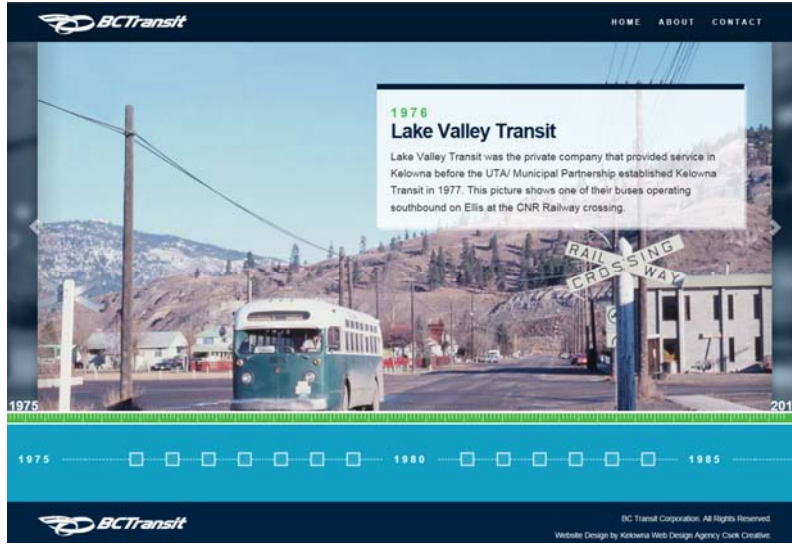 BCTransit
HOME ABOUT CONTACT
1976
Lake Valley Transit
Lake Valley Transit was the private company that provided service in
Kelowna before the UTA/ Municipal Partnership established Kelowna
Transit in 1977. This picture shows one of their buses operating
southbound on Ellis at the CNR Railway crossing.
RAIL WAY
CROSSING
1975
201
1975 1980 1985
BCTransit
BC Transit Corporation. All Rights Reserved.
Website Design by Kelowna Web Design Agency Csek Creative.